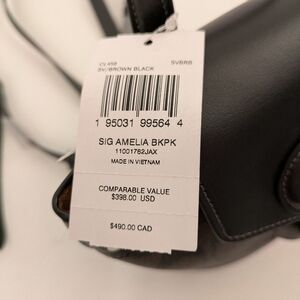 CL458 SVBRB
SV/BROWN BLACK
1 95031 99564 4
SIG AMELIA BKPK
11001762JAX
MADE IN VIETNAM
COMPARABLE VALUE
$398.00 USD
$490.00 CAD